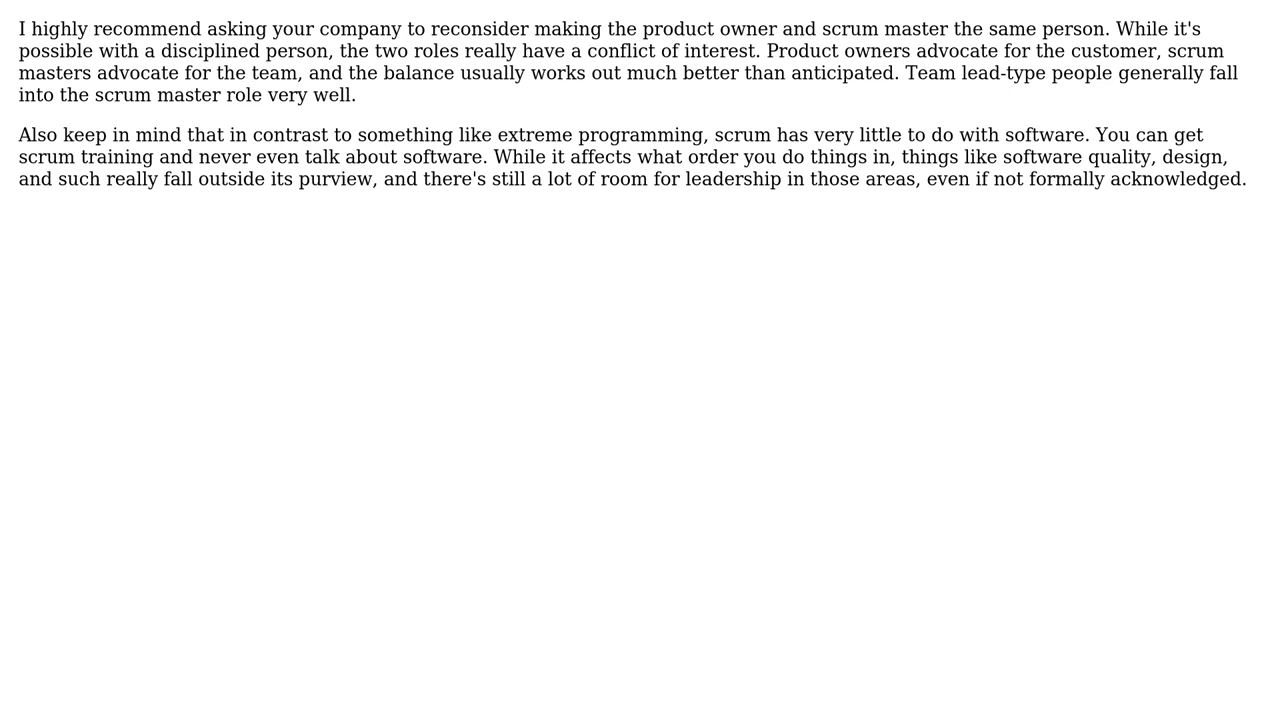 I highly recommend asking your company to reconsider making the product owner and scrum master the same person. While it's
possible with a disciplined person, the two roles really have a conflict of interest. Product owners advocate for the customer, scrum
masters advocate for the team, and the balance usually works out much better than anticipated. Team lead-type people generally fall
into the scrum master role very well.
Also keep in mind that in contrast to something like extreme programming, scrum has very little to do with software. You can get
scrum training and never even talk about software. While it affects what order you do things in, things like software quality, design,
and such really fall outside its purview, and there's still a lot of room for leadership in those areas, even if not formally acknowledged.